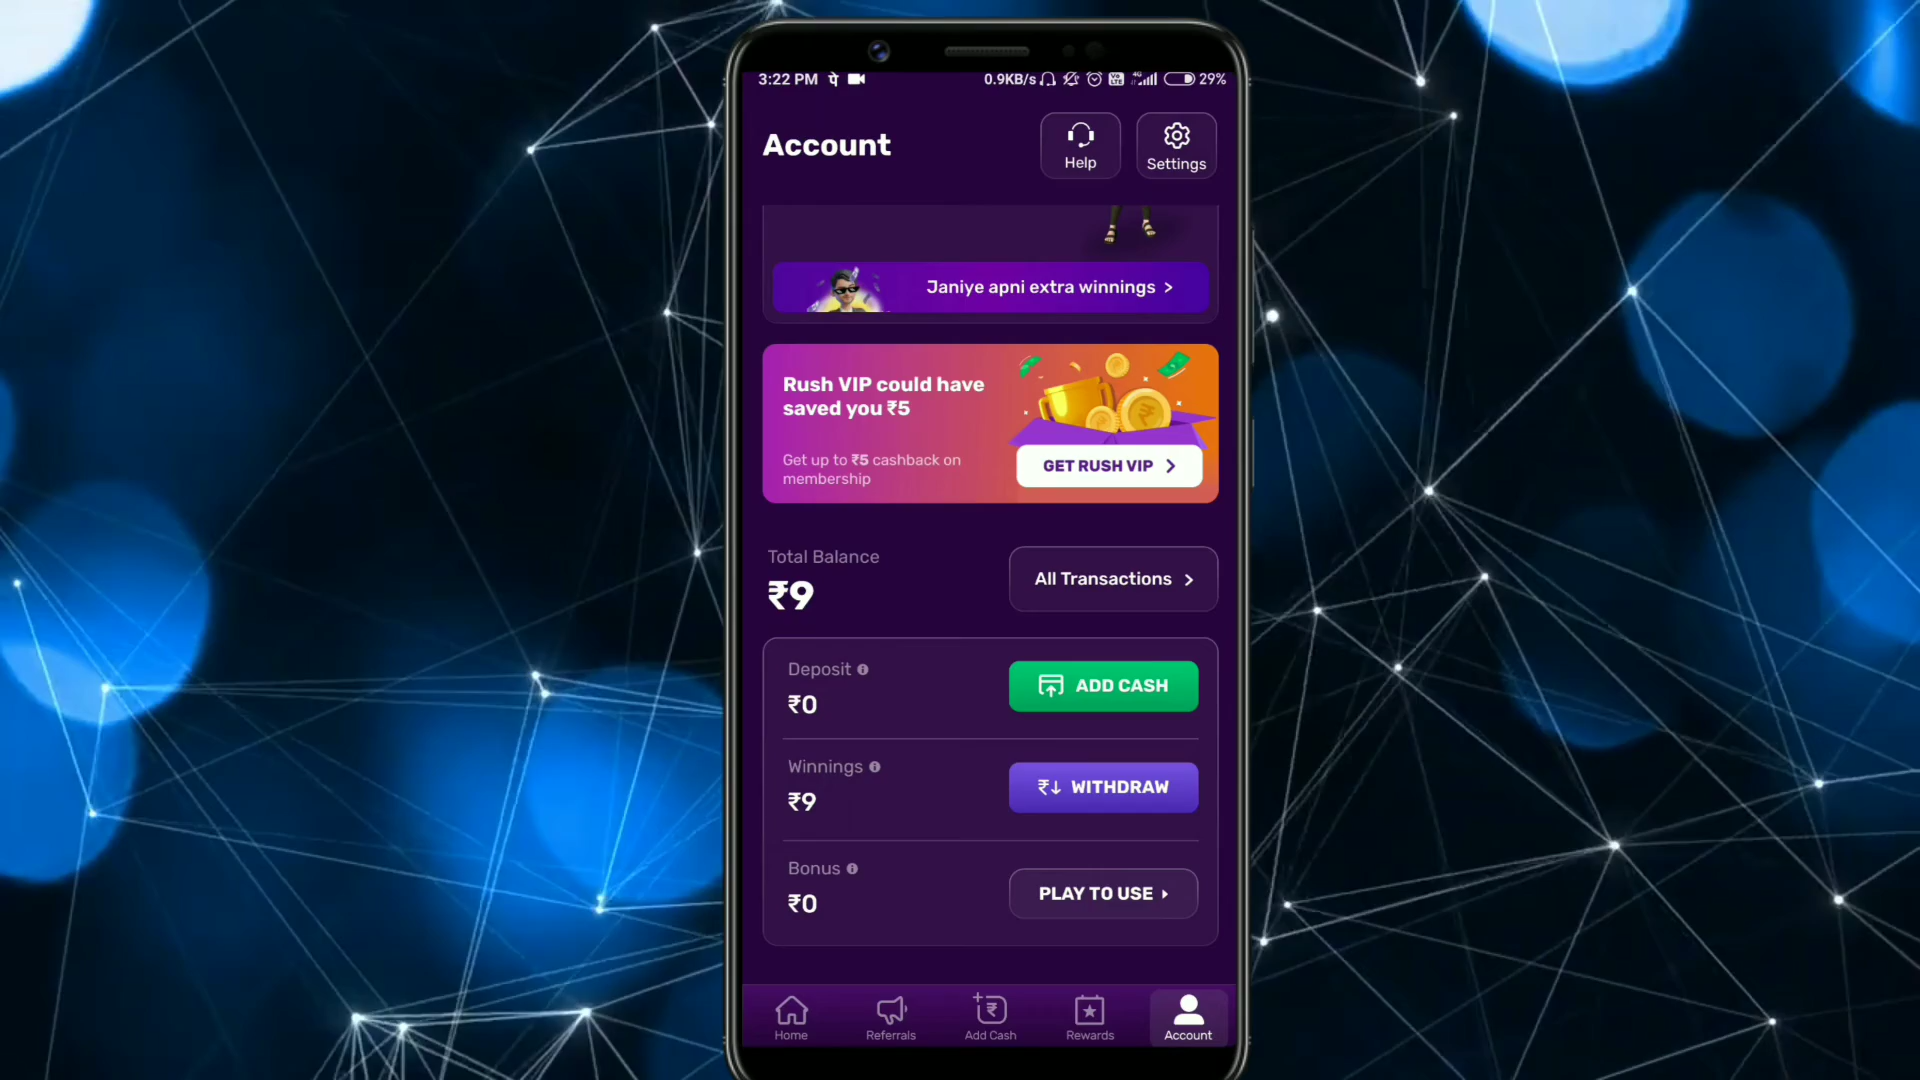 3:22 PM
0.9KB/s 4G 29%
Account
Help
Settings
Janiye apni extra winnings >
Rush VIP could have
saved you ₹5
Get up to ₹5 cashback on
membership
GET RUSH VIP >
Total Balance
₹9
All Transactions >
Deposit
₹0
ADD CASH
Winnings
₹9
₹↓ WITHDRAW
Bonus
₹0
PLAY TO USE
Home
Referrals
Add Cash
Rewards
Account